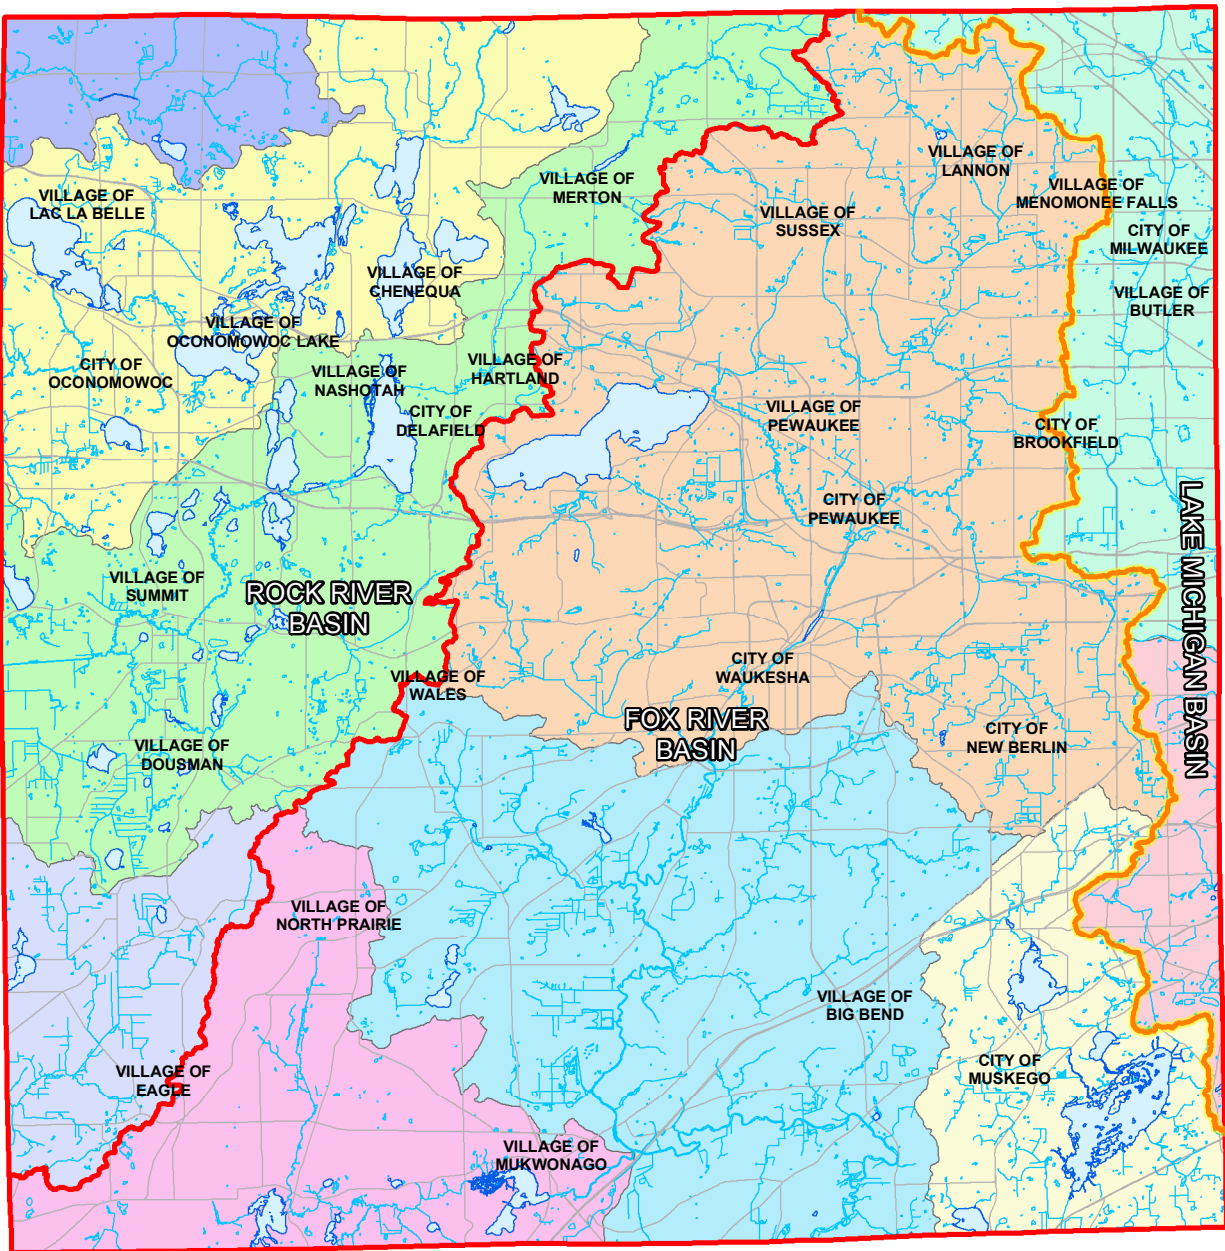 VILLAGE OF
LANNON
VILLAGE OF
MERTON
VILLAGE OF
MENOMONEE FALLS
VILLAGE OF
LAC LA BELLE
VILLAGE OF
SUSSEX
CITY OF
MILWAUKEE
VILLAGE OF
CHENEQUA
VILLAGE OF
BUTLER
VILLAGE OF
OCONOMOWOC LAKE
CITY OF
OCONOMOWOC
VILLAGE OF
NASHOTAH
VILLAGE OF
HARTLAND
CITY OF
DELAFIELD
VILLAGE OF
PEWAUKEE
CITY OF
BROOKFIELD
CITY OF
PEWAUKEE
LAKE MICHIGAN BASIN
VILLAGE OF
SUMMIT
ROCK RIVER
BASIN
VILLAGE OF
WALES
CITY OF
WAUKESHA
FOX RIVER
BASIN
CITY OF
NEW BERLIN
VILLAGE OF
DOUSMAN
VILLAGE OF
NORTH PRAIRIE
VILLAGE OF
BIG BEND
VILLAGE OF
EAGLE
CITY OF
MUSKEGO
VILLAGE OF
MUKWONAGO